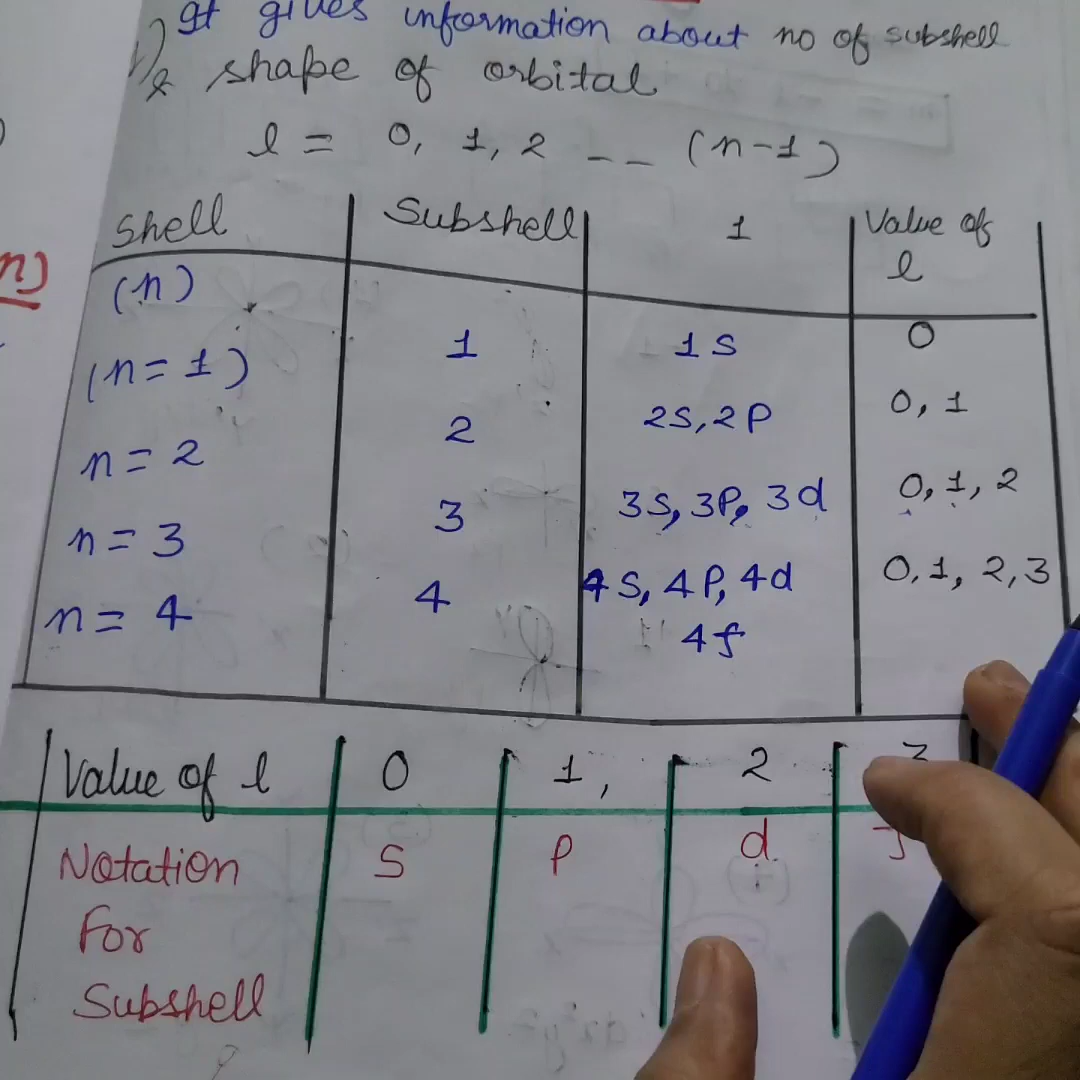 1) It gives information about no of subshell
& shape of orbital
l = 0, 1, 2 -- -- (n-1)
n)
Shell Subshell 1 Value of l
(n)
(n = 1) 1 1s 0
n = 2 2 2s, 2p 0, 1
n = 3 3 3s, 3p, 3d 0, 1, 2
n = 4 4 4s, 4p, 4d 0, 1, 2, 3
4f
Value of l 0 1, 2 3
Notation s p d
For
Subshell